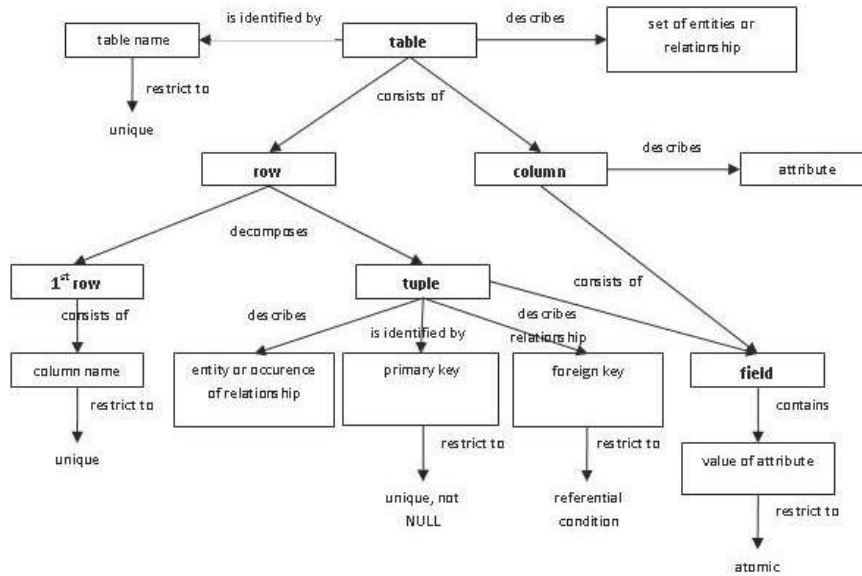 is identified by
describes
table name
table
set of entities or
relationship
restrict to
consists of
unique
describes
row
column
attribute
decomposes
1st row
tuple
consists of
consists of
describes
describes
is identified by
relationship
column name
entity or occurence
of relationship
primary key
foreign key
field
restrict to
contains
unique
restrict to
restrict to
value of attribute
unique, not
NULL
referential
condition
restrict to
atomic